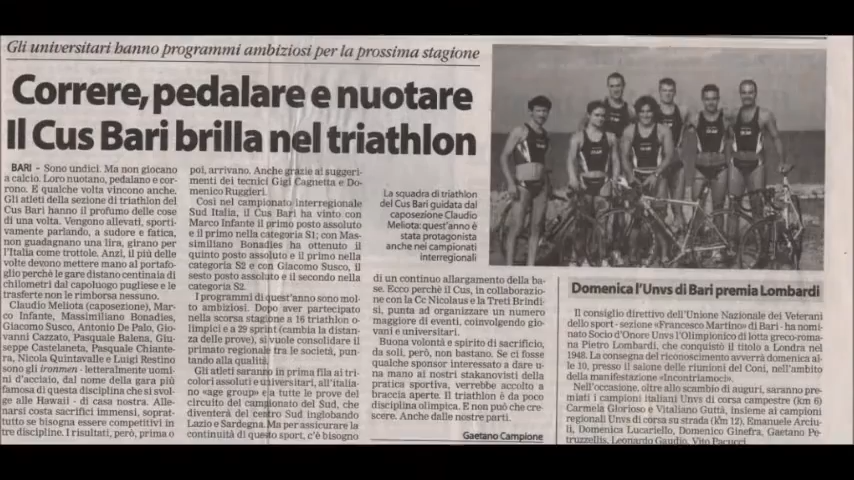 Gli universitari hanno programmi ambiziosi per la prossima stagione
Correre, pedalare e nuotare
Il Cus Bari brilla nel triathlon
BARI - Sono undici. Ma non giocano
a calcio. Loro nuotano, pedalano e cor-
rono. E qualche volta vincono anche.
Gli atleti della sezione di triathlon del
Cus Bari hanno il profumo delle cose
di una volta. Vengono allevati, sporti-
vamente parlando, a sudore e fatica,
non guadagnano una lira, girano per
l'Italia come trottole. Anzi, il più delle
volte devono mettere mano al portafo-
glio perchè le gare distano centinaia di
chilometri dal capoluogo pugliese e le
trasferte non le rimborsa nessuno.
Claudio Meliota (caposezione), Mar-
co Infante, Massimiliano Bonadies,
Giacomo Susco, Antonio De Palo, Gio-
vanni Cazzato, Pasquale Balena, Giu-
seppe Castelaneta, Pasquale Chiante-
ra, Nicola Quintavalle e Luigi Restino
sono gli ironmen - letteralmente uomi-
ni d'acciaio, dal nome della gara più
famosa di questa disciplina che si svol-
ge alle Hawaii - di casa nostra. Alle-
narsi costa sacrifici immensi, soprat-
tutto se bisogna essere competitivi in
tre discipline. I risultati, però, prima o
poi, arrivano. Anche grazie ai suggeri-
menti dei tecnici Gigi Cagnetta e Do-
menico Ruggieri.
Così nel campionato interregionale
Sud Italia, il Cus Bari ha vinto con
Marco Infante il primo posto assoluto
e il primo nella categoria S1; con Mas-
similiano Bonadies ha ottenuto il
quinto posto assoluto e il primo nella
categoria S2 e con Giacomo Susco, il
sesto posto assoluto e il secondo nella
categoria S2.
I programmi di quest'anno sono mol-
to ambiziosi. Dopo aver partecipato
nella scorsa stagione a 16 triathlon o-
limpici e a 29 sprint (cambia la distan-
za delle prove), si vuole consolidare il
primato regionale tra le società, pun-
tando alla qualità.
Gli atleti saranno in prima fila ai tri-
colori assoluti e universitari, all'italia-
no «age group» e a tutte le prove del
circuito del campionato del Sud, che
diventerà del centro Sud inglobando
Lazio e Sardegna. Ma per assicurare la
continuità di questo sport, c'è bisogno
La squadra di triathlon
del Cus Bari guidata dal
caposezione Claudio
Meliota: quest'anno è
stata protagonista
anche nei campionati
interregionali
di un continuo allargamento della ba-
se. Ecco perchè il Cus, in collaborazio-
ne con la Cc Nicolaus e la Treti Brindi-
si, punta ad organizzare un numero
maggiore di eventi, coinvolgendo gio-
vani e universitari.
Buona volontà e spirito di sacrificio,
da soli, però, non bastano. Se ci fosse
qualche sponsor interessato a dare u-
na mano ai nostri stakanovisti della
pratica sportiva, verrebbe accolto a
braccia aperte. Il triathlon è da poco
disciplina olimpica. E non può che cre-
scere. Anche dalle nostre parti.
Gaetano Campione
Domenica l'Unvs di Bari premia Lombardi
Il consiglio direttivo dell'Unione Nazionale dei Veterani
dello sport - sezione «Francesco Martino» di Bari - ha nomi-
nato Socio d'Onore Unvs l'Olimpionico di lotta greco-roma-
na Pietro Lombardi, che conquistò il titolo a Londra nel
1948. La consegna del riconoscimento avverrà domenica al-
le 10, presso il salone delle riunioni del Coni, nell'ambito
della manifestazione «Incontriamoci».
Nell'occasione, oltre allo scambio di auguri, saranno pre-
miati i campioni italiani Unvs di corsa campestre (km 6)
Carmela Glorioso e Vitaliano Guttà, insieme ai campioni
regionali Unvs di corsa su strada (km 12), Emanuele Arciu-
li, Domenica Lucariello, Domenico Ginefra, Gaetano Pe-
truzzellis, Leonardo Gaudio, Vito Pacucci